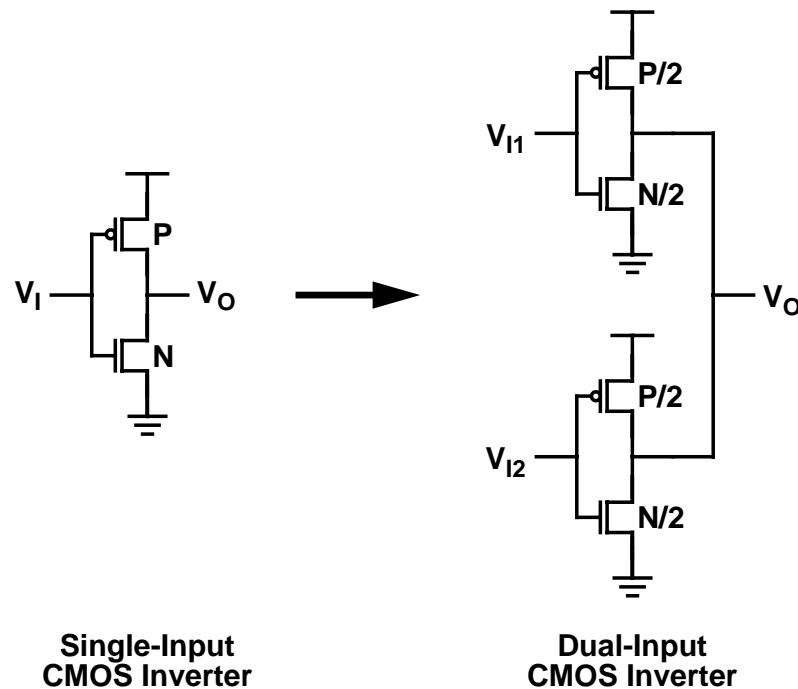 P/2
V_I1
N/2
P
V_I
V_O
N
V_O
P/2
V_I2
N/2
Single-Input
CMOS Inverter
Dual-Input
CMOS Inverter